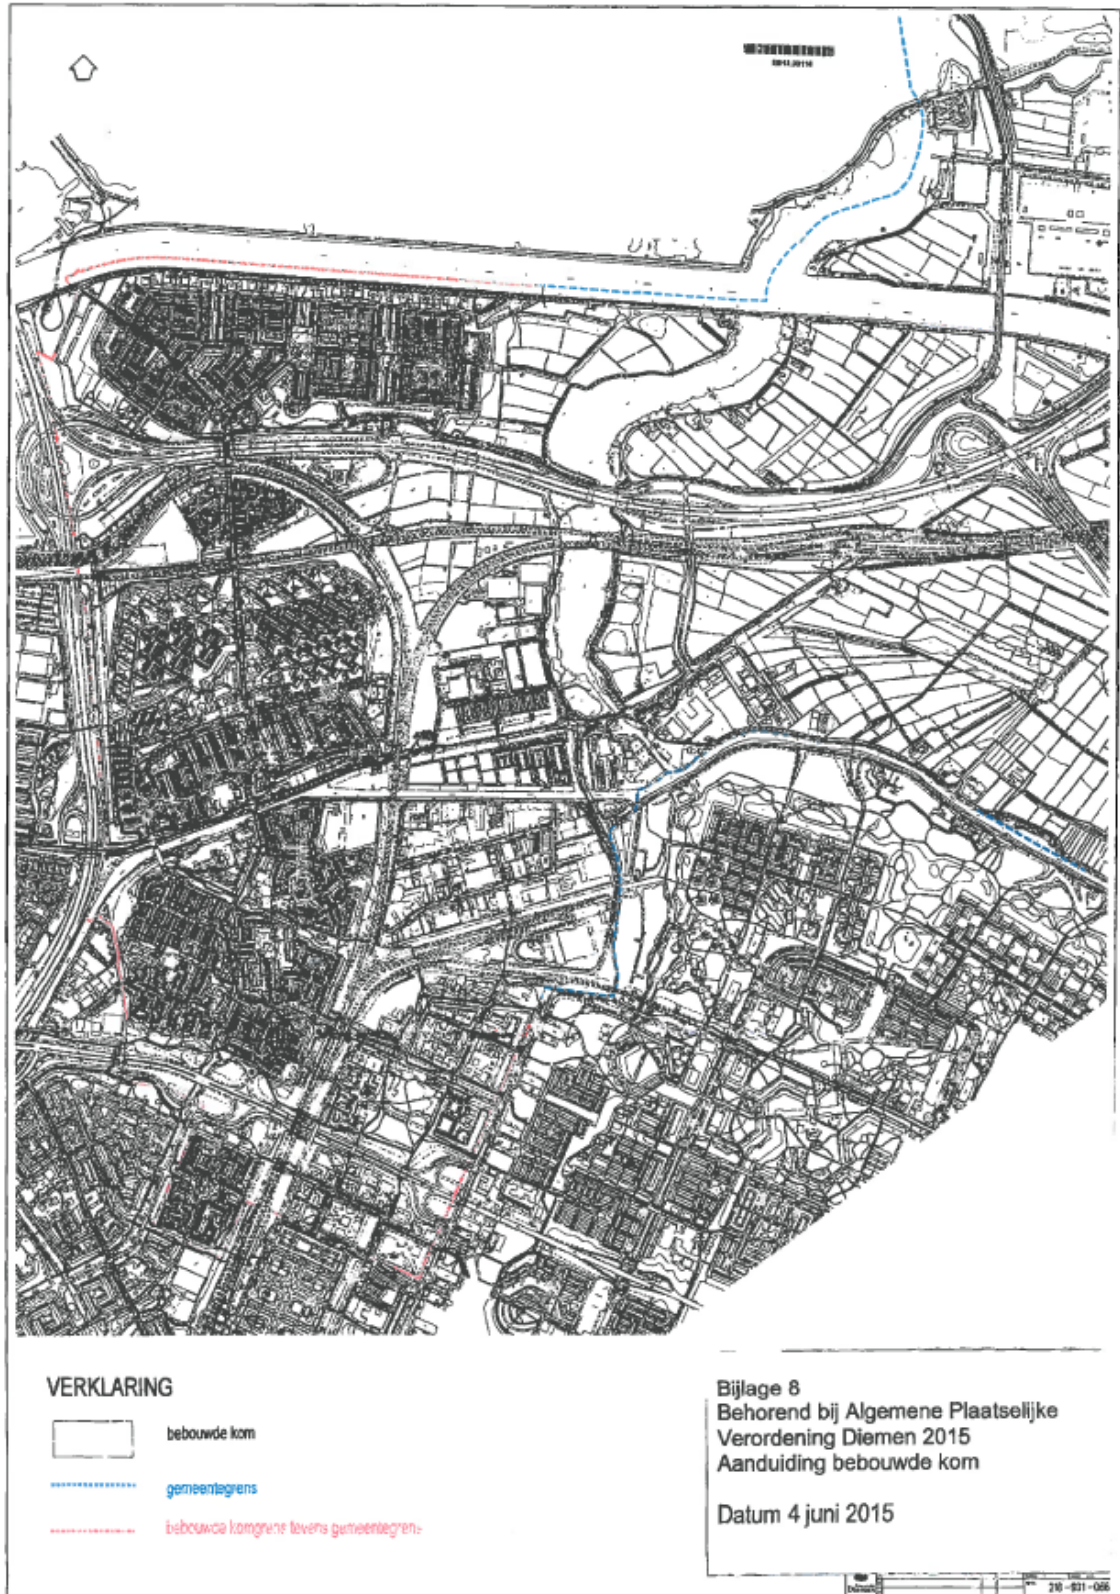 VERKLARING
bebouwde kom
gemeentegrens
bebouwde komgrens tevens gemeentegrens
Bijlage 8
Behorend bij Algemene Plaatselijke
Verordening Diemen 2015
Aanduiding bebouwde kom
Datum 4 juni 2015